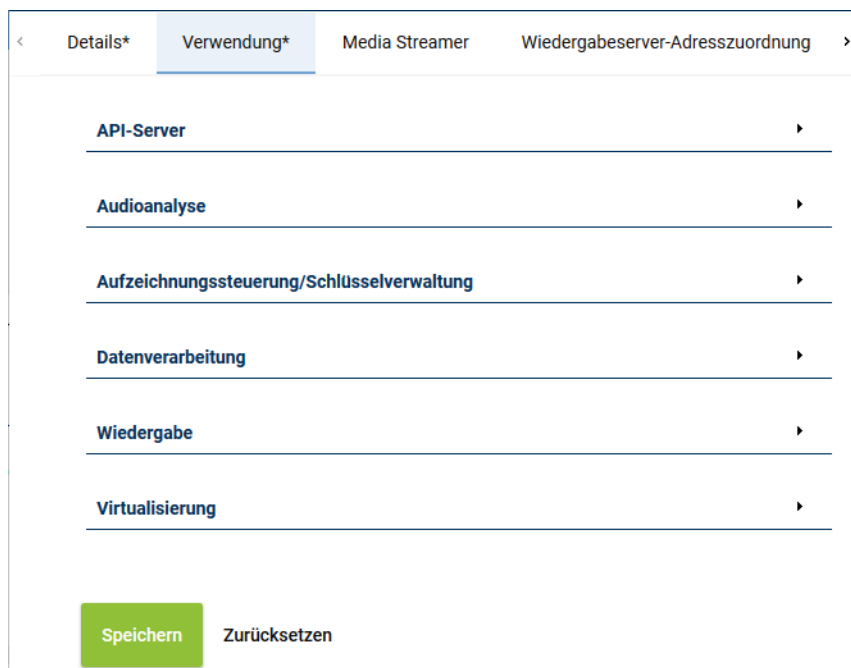 Details* Verwendung* Media Streamer Wiedergabeserver-Adresszuordnung
API-Server
Audioanalyse
Aufzeichnungssteuerung/Schlüsselverwaltung
Datenverarbeitung
Wiedergabe
Virtualisierung
Speichern Zurücksetzen